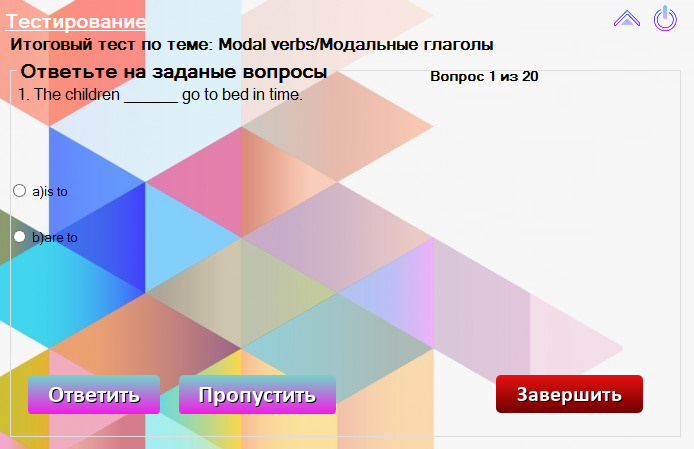 Тестирование
Итоговый тест по теме: Modal verbs/Модальные глаголы
Ответьте на заданые вопросы
Вопрос 1 из 20
1. The children ______ go to bed in time.
a)is to
b)are to
Ответить
Пропустить
Завершить